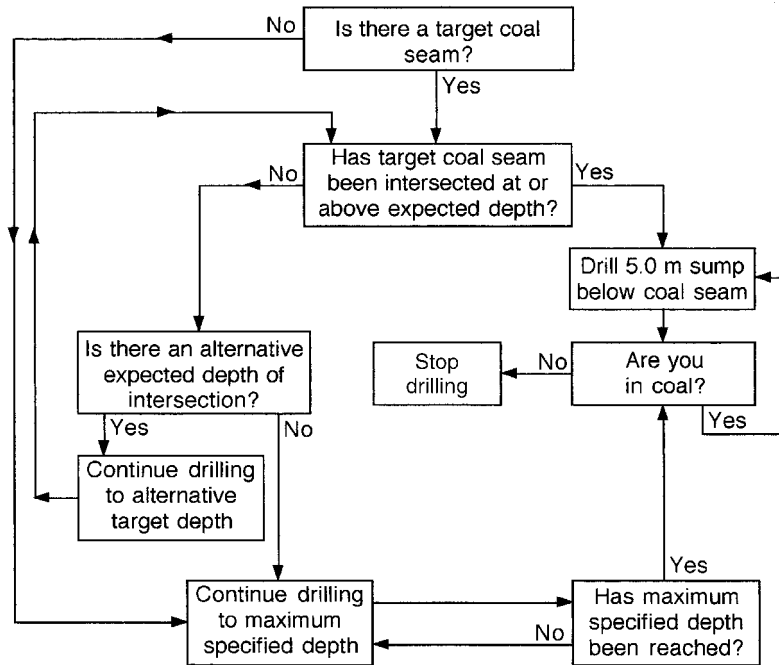 No
Is there a target coal
seam?
Yes
No
Has target coal seam
been intersected at or
above expected depth?
Yes
Drill 5.0 m sump
below coal seam
Is there an alternative
expected depth of
intersection?
Stop
drilling
No
Are you
in coal?
Yes
No
Yes
Continue drilling
to alternative
target depth
Yes
Continue drilling
to maximum
specified depth
No
Has maximum
specified depth
been reached?